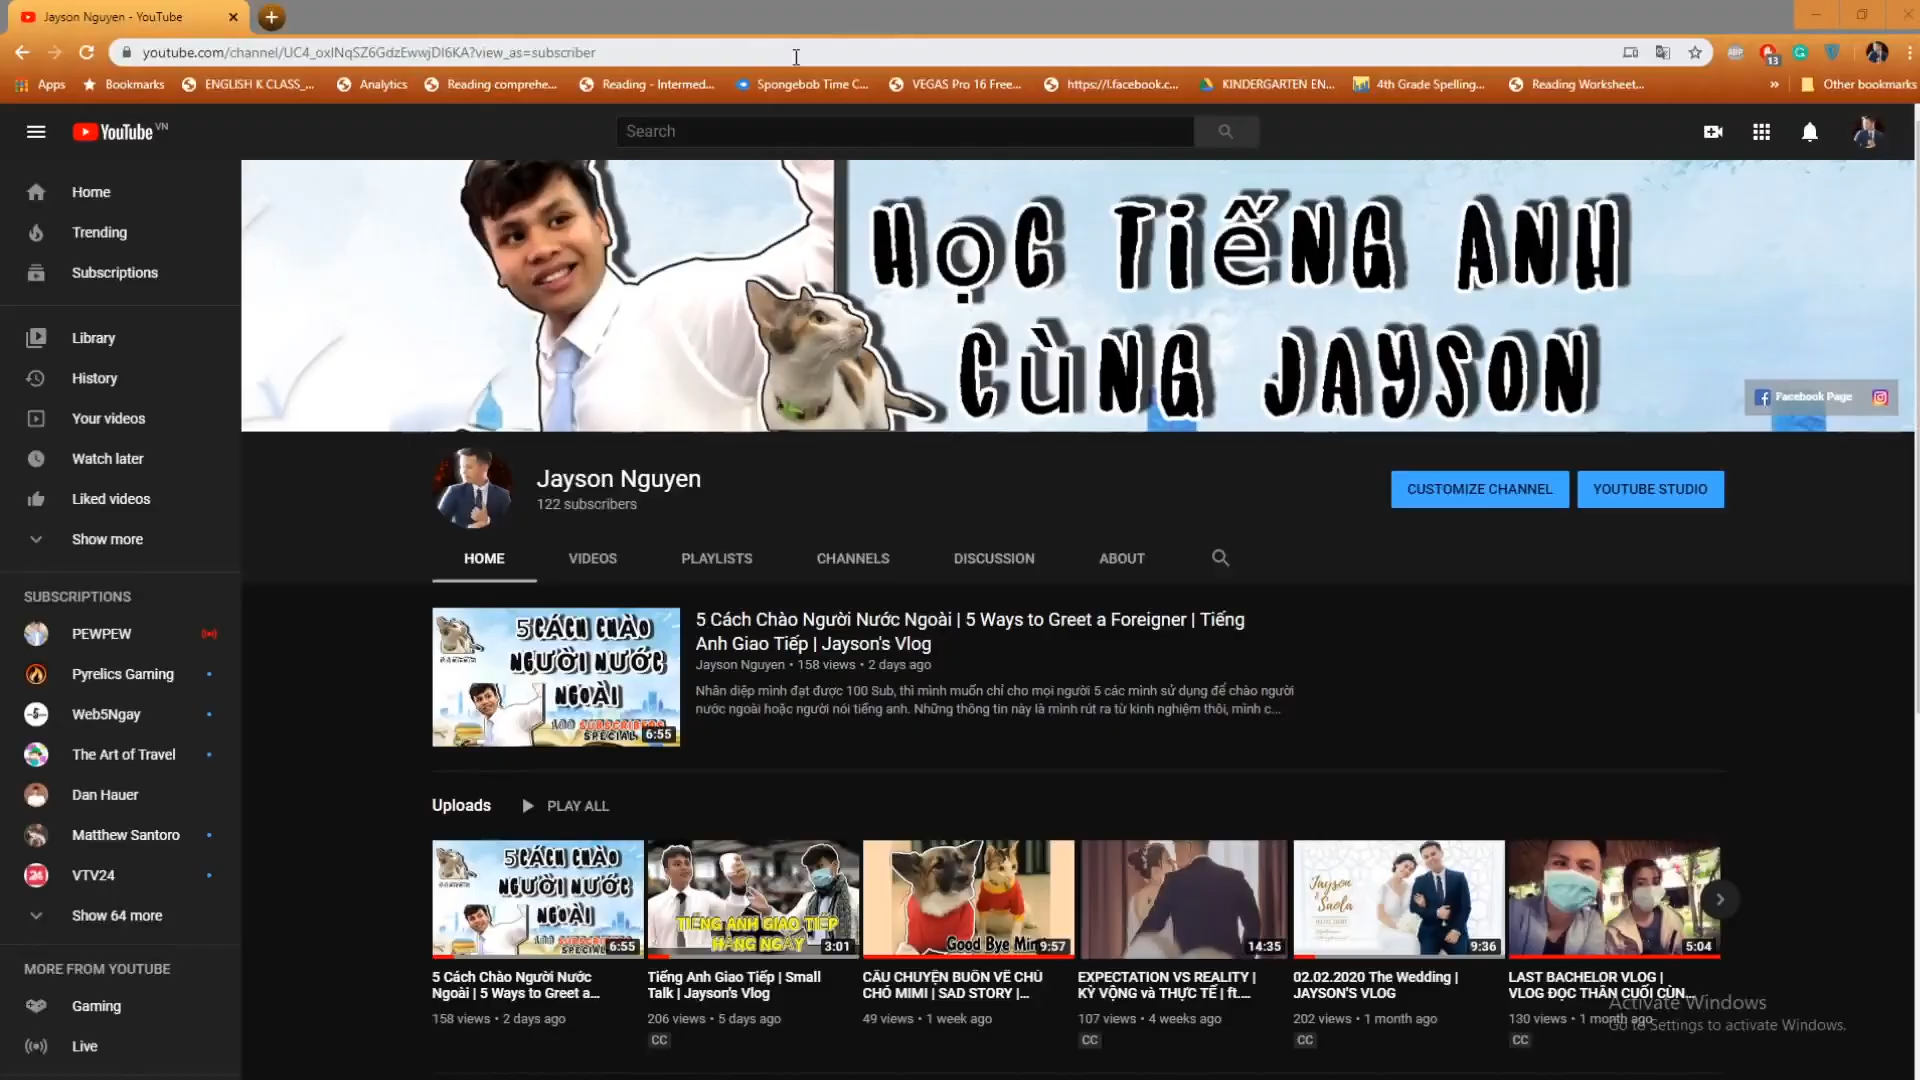 Jayson Nguyen - YouTube
youtube.com/channel/UC4_oxlNqSZ6GdzEwwjDI6KA?view_as=subscriber
13
Apps
Bookmarks
ENGLISH K CLASS_...
Analytics
Reading comprehe...
Reading - Intermed...
Spongebob Time C...
VEGAS Pro 16 Free...
https://l.facebook.c...
KINDERGARTEN EN...
4th Grade Spelling...
Reading Worksheet...
»
Other bookmarks
YouTube VN
Search
Home
Trending
Subscriptions
Library
History
Your videos
Watch later
Liked videos
Show more
SUBSCRIPTIONS
PEWPEW
Pyrelics Gaming
Web5Ngay
The Art of Travel
Dan Hauer
Matthew Santoro
VTV24
Show 64 more
MORE FROM YOUTUBE
Gaming
Live
HỌC TIẾNG ANH
CÙNG JAYSON
Facebook Page
Jayson Nguyen
122 subscribers
CUSTOMIZE CHANNEL
YOUTUBE STUDIO
HOME
VIDEOS
PLAYLISTS
CHANNELS
DISCUSSION
ABOUT
5 CÁCH CHÀO
NGƯỜI NƯỚC
NGOÀI
100 SUBSCRIBTERS
SPECIAL
6:55
5 Cách Chào Người Nước Ngoài | 5 Ways to Greet a Foreigner | Tiếng
Anh Giao Tiếp | Jayson's Vlog
Jayson Nguyen • 158 views • 2 days ago
Nhân diệp mình đạt được 100 Sub, thì mình muốn chỉ cho mọi người 5 các mình sử dụng để chào người
nước ngoài hoặc người nói tiếng anh. Những thông tin này là mình rút ra từ kinh nghiệm thôi, mình c...
Uploads
PLAY ALL
5 CÁCH CHÀO
NGƯỜI NƯỚC
NGOÀI
6:55
5 Cách Chào Người Nước
Ngoài | 5 Ways to Greet a...
158 views • 2 days ago
TIẾNG ANH GIAO TIẾP
HẰNG NGÀY
3:01
Tiếng Anh Giao Tiếp | Small
Talk | Jayson's Vlog
206 views • 5 days ago
CC
Good Bye Mimi
9:57
CÂU CHUYỆN BUỒN VỀ CHÚ
CHÓ MIMI | SAD STORY |...
49 views • 1 week ago
14:35
EXPECTATION VS REALITY |
KỲ VỌNG và THỰC TẾ | ft....
107 views • 4 weeks ago
CC
Jayson
Saola
9:36
02.02.2020 The Wedding |
JAYSON'S VLOG
202 views • 1 month ago
CC
5:04
LAST BACHELOR VLOG |
VLOG ĐỌC THÂN CUỐI CÙN...
130 views • 1 month ago
CC
Activate Windows
Go to Settings to activate Windows.